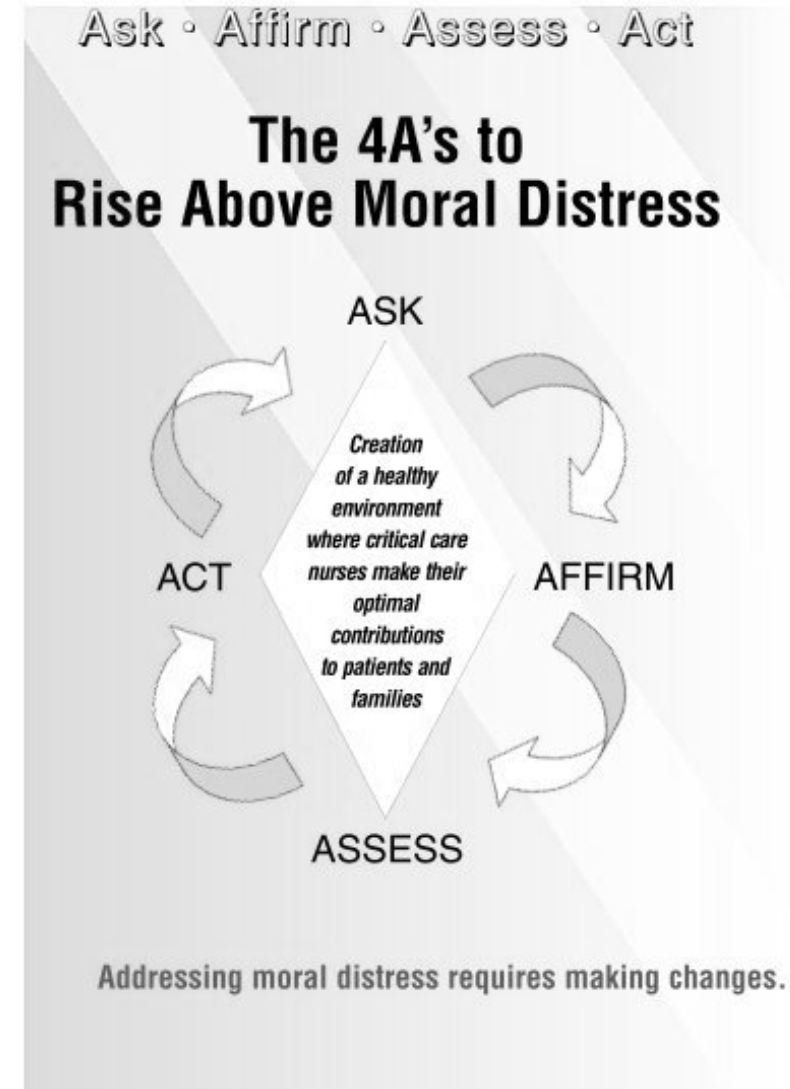 Ask • Affirm • Assess • Act
The 4A's to
Rise Above Moral Distress
ASK
Creation
of a healthy
environment
where critical care
nurses make their
optimal
contributions
to patients and
families
ACT
AFFIRM
ASSESS
Addressing moral distress requires making changes.